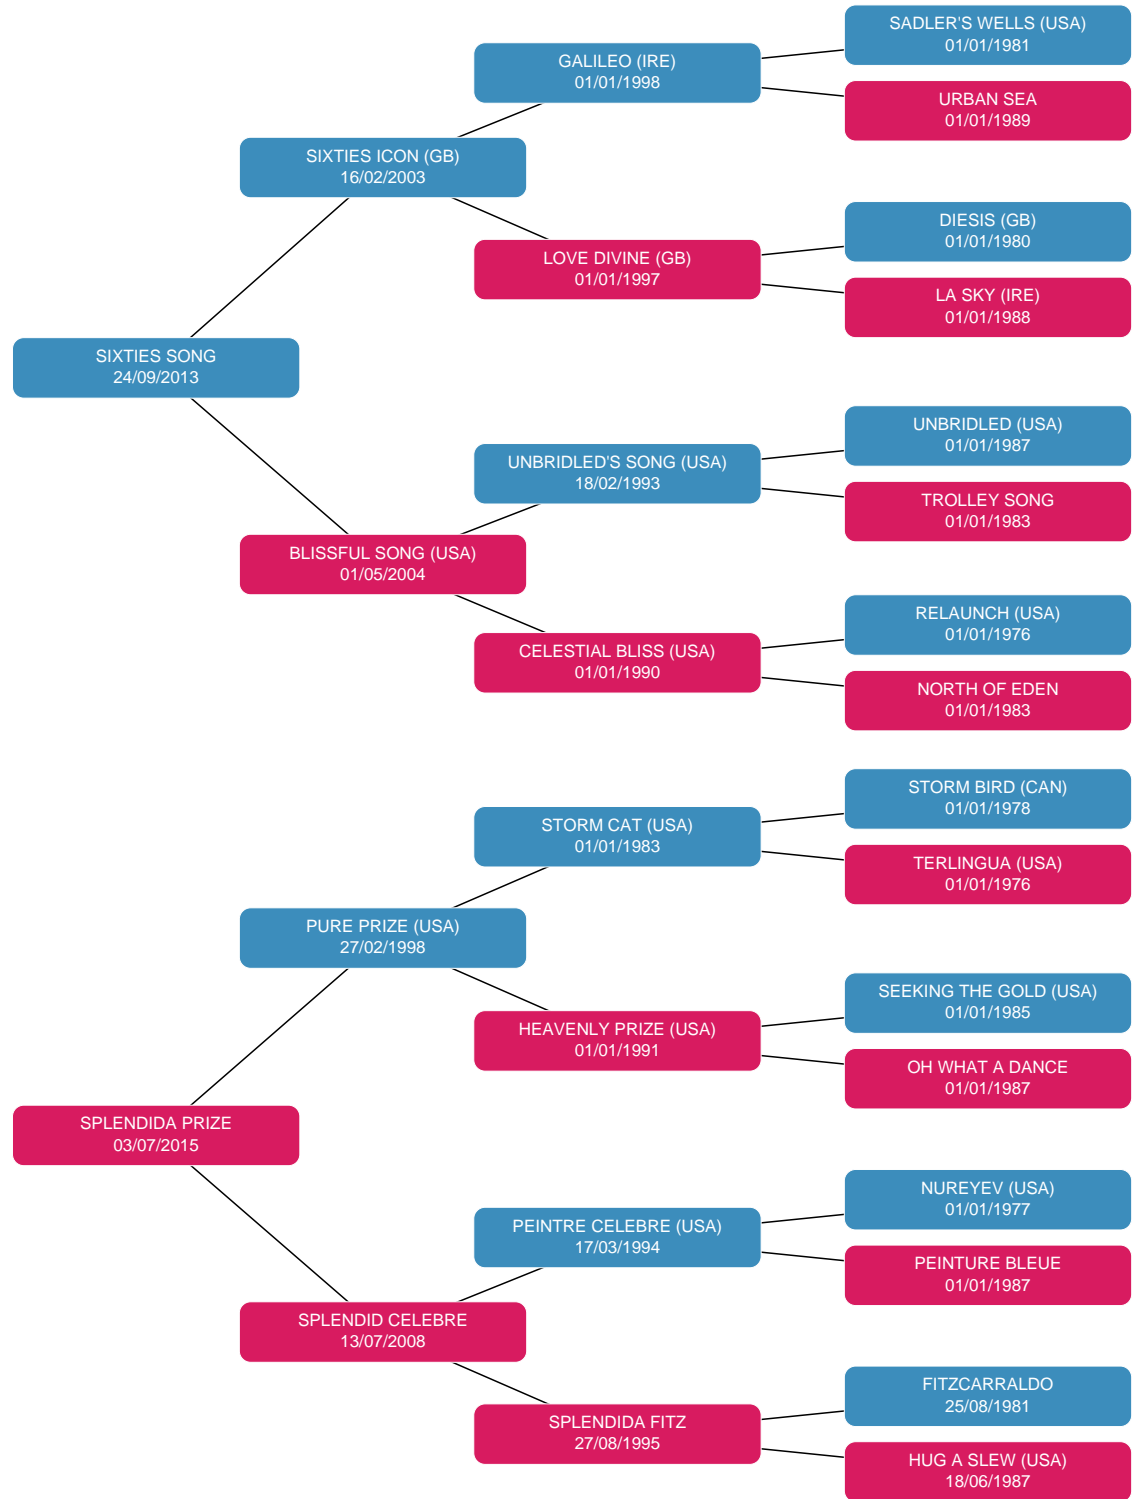 SADLER'S WELLS (USA)
01/01/1981
GALILEO (IRE)
01/01/1998
URBAN SEA
01/01/1989
SIXTIES ICON (GB)
16/02/2003
DIESIS (GB)
01/01/1980
LOVE DIVINE (GB)
01/01/1997
LA SKY (IRE)
01/01/1988
SIXTIES SONG
24/09/2013
UNBRIDLED (USA)
01/01/1987
UNBRIDLED'S SONG (USA)
18/02/1993
TROLLEY SONG
01/01/1983
BLISSFUL SONG (USA)
01/05/2004
RELAUNCH (USA)
01/01/1976
CELESTIAL BLISS (USA)
01/01/1990
NORTH OF EDEN
01/01/1983
STORM BIRD (CAN)
01/01/1978
STORM CAT (USA)
01/01/1983
TERLINGUA (USA)
01/01/1976
PURE PRIZE (USA)
27/02/1998
SEEKING THE GOLD (USA)
01/01/1985
HEAVENLY PRIZE (USA)
01/01/1991
OH WHAT A DANCE
01/01/1987
SPLENDIDA PRIZE
03/07/2015
NUREYEV (USA)
01/01/1977
PEINTRE CELEBRE (USA)
17/03/1994
PEINTURE BLEUE
01/01/1987
SPLENDID CELEBRE
13/07/2008
FITZCARRALDO
25/08/1981
SPLENDIDA FITZ
27/08/1995
HUG A SLEW (USA)
18/06/1987